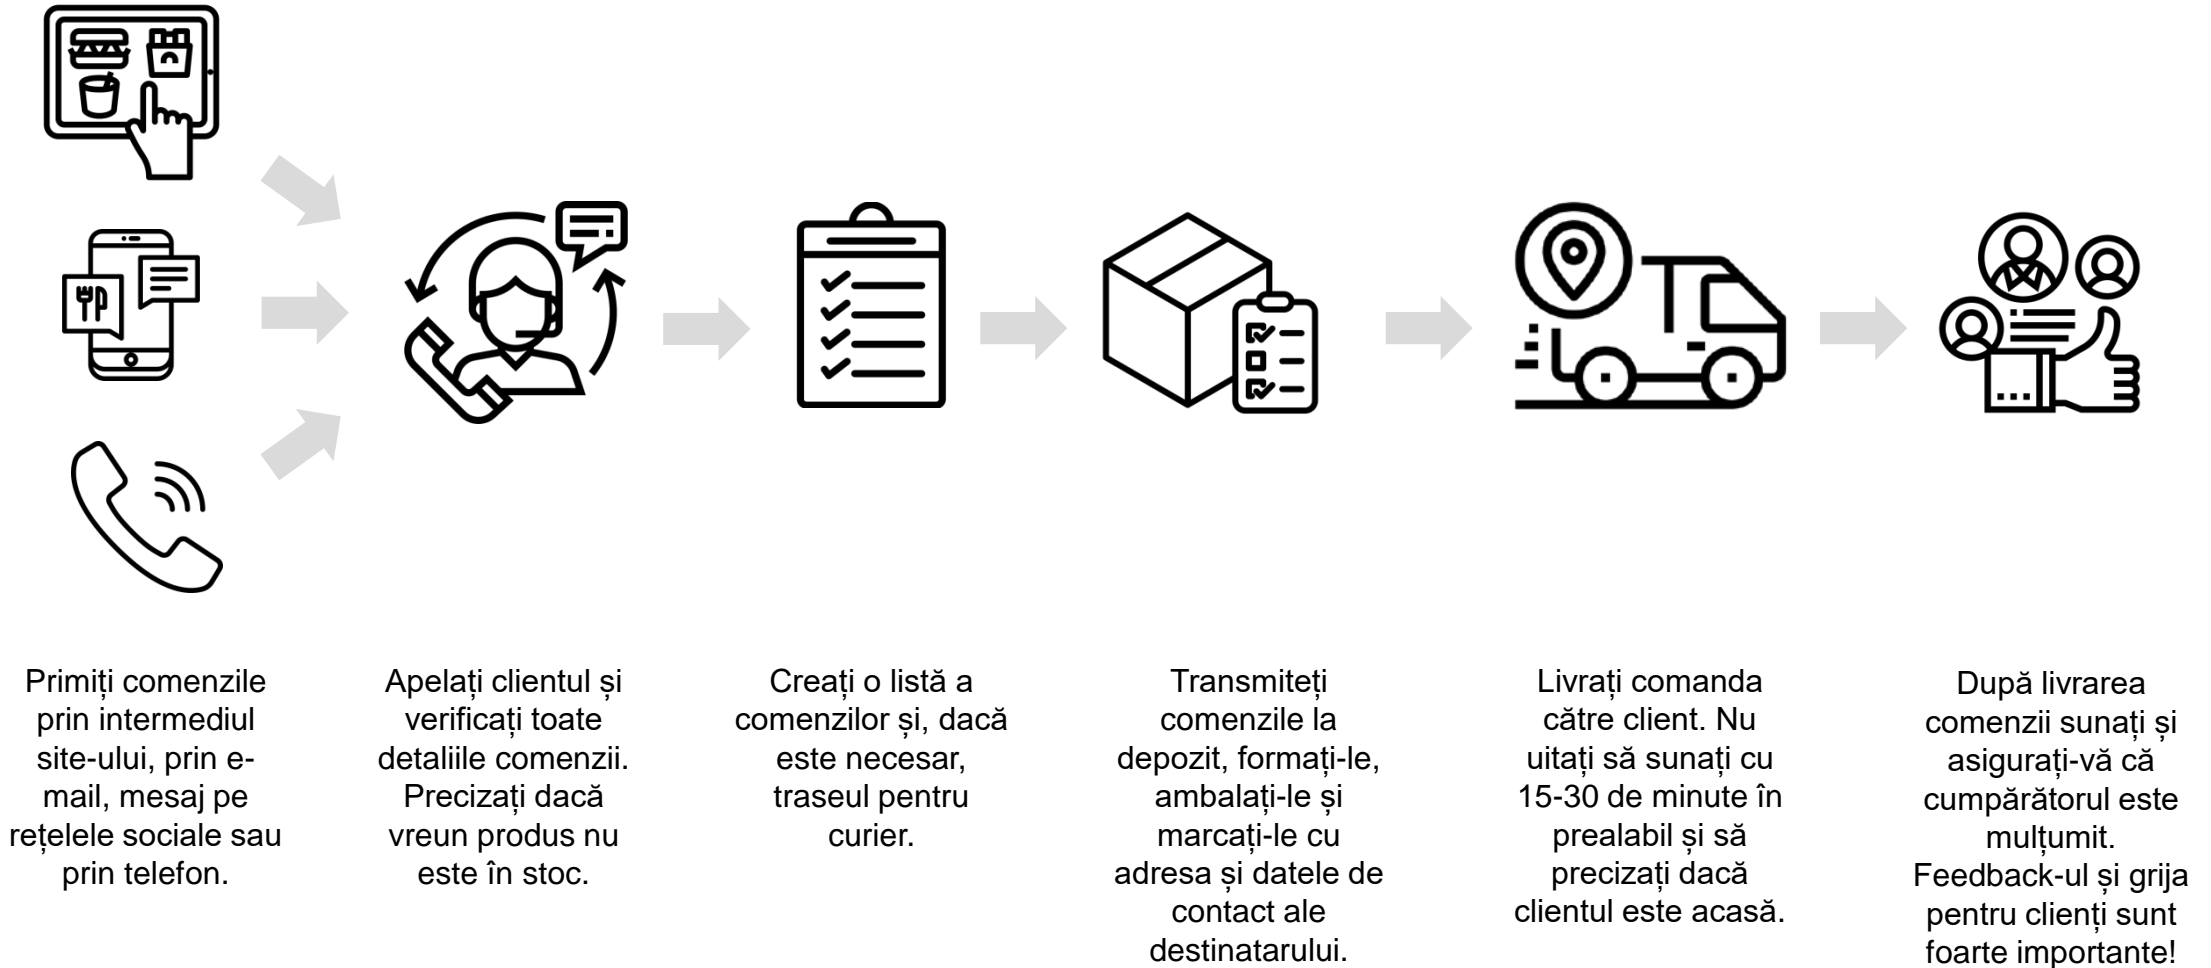 Primiți comenzile
prin intermediul
site-ului, prin e-
mail, mesaj pe
rețelele sociale sau
prin telefon.
Apelați clientul și
verificați toate
detaliile comenzii.
Precizați dacă
vreun produs nu
este în stoc.
Creați o listă a
comenzilor și, dacă
este necesar,
traseul pentru
curier.
Transmiteți
comenzile la
depozit, formați-le,
ambalați-le și
marcați-le cu
adresa și datele de
contact ale
destinatarului.
Livrați comanda
către client. Nu
uitați să sunați cu
15-30 de minute în
prealabil și să
precizați dacă
clientul este acasă.
După livrarea
comenzii sunați și
asigurați-vă că
cumpărătorul este
mulțumit.
Feedback-ul și grija
pentru clienți sunt
foarte importante!